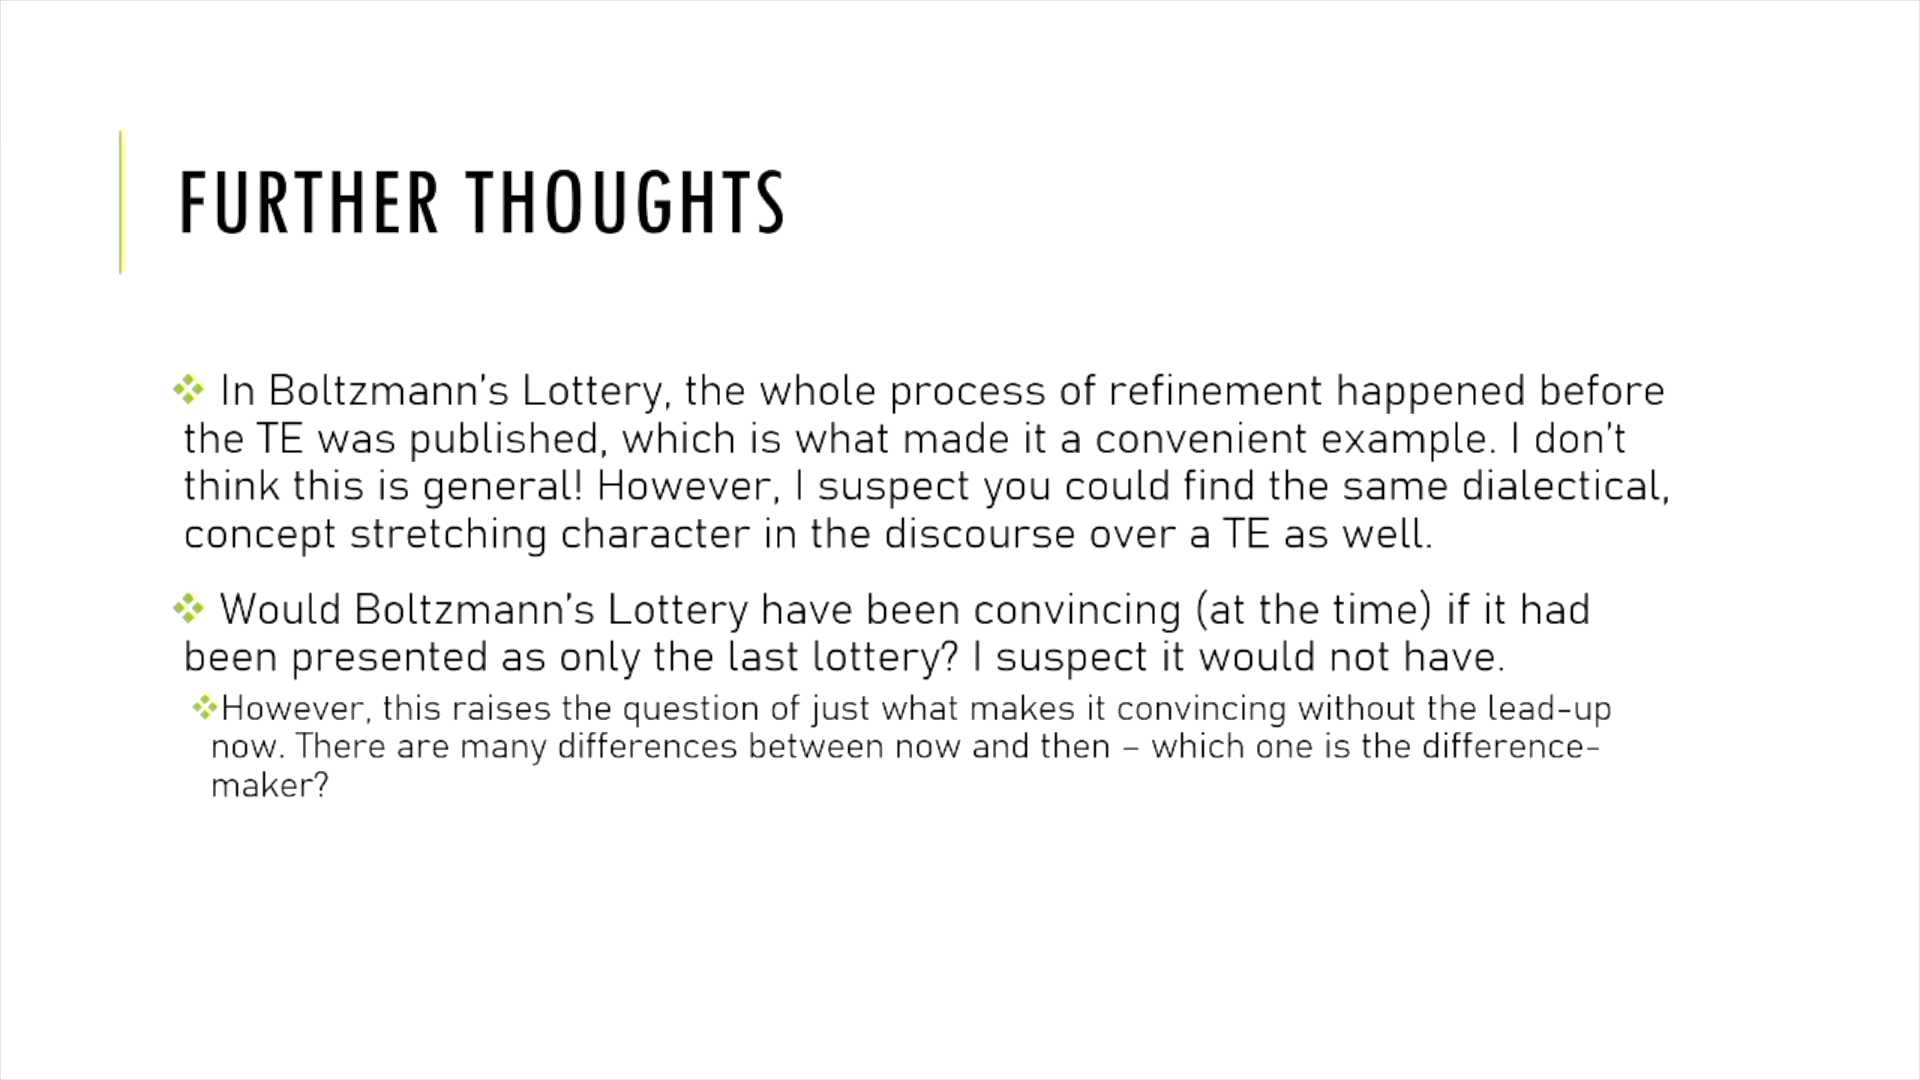 FURTHER THOUGHTS
In Boltzmann's Lottery, the whole process of refinement happened before
the TE was published, which is what made it a convenient example. I don't
think this is general! However, I suspect you could find the same dialectical,
concept stretching character in the discourse over a TE as well.
Would Boltzmann's Lottery have been convincing (at the time) if it had
been presented as only the last lottery? I suspect it would not have.
However, this raises the question of just what makes it convincing without the lead-up
now. There are many differences between now and then – which one is the difference-
maker?